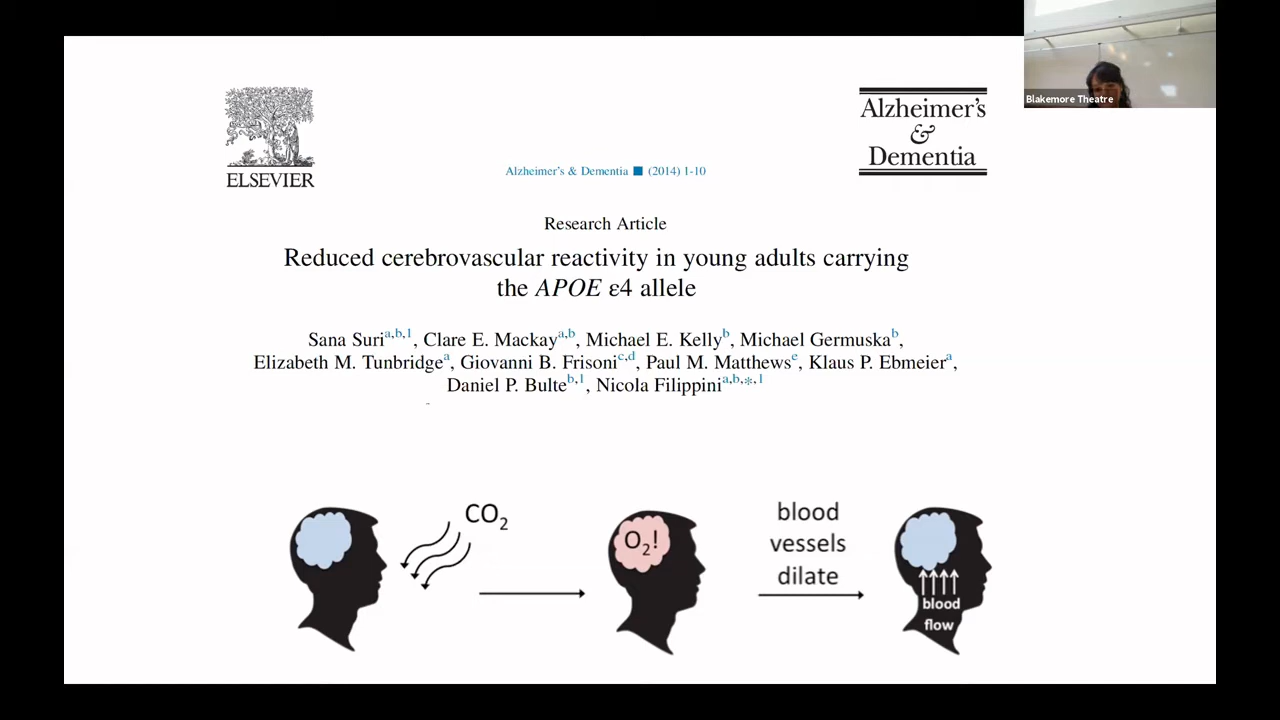 Blakemore Theatre
ELSEVIER
Alzheimer's
&
Dementia
Alzheimer's & Dementia ■ (2014) 1-10
Research Article
Reduced cerebrovascular reactivity in young adults carrying
the APOE ε4 allele
Sana Suri^a,b,1, Clare E. Mackay^a,b, Michael E. Kelly^b, Michael Germuska^b,
Elizabeth M. Tunbridge^a, Giovanni B. Frisoni^c,d, Paul M. Matthews^e, Klaus P. Ebmeier^a,
Daniel P. Bulte^b,1, Nicola Filippini^a,b,*,1
CO₂
O₂!
blood
vessels
dilate
blood
flow